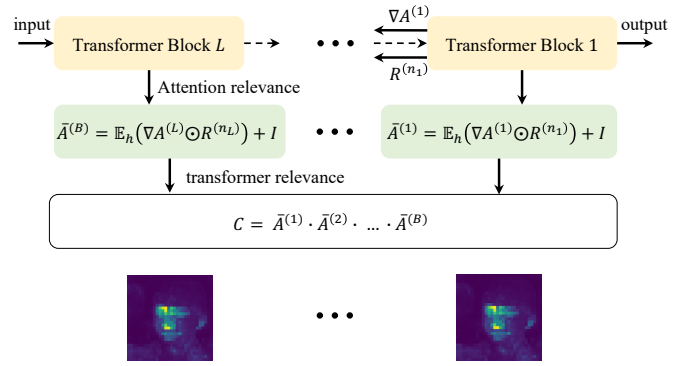 input
Transformer Block L
• • •
∇A^{(1)}
R^{(n_1)}
Transformer Block 1
output
Attention relevance
Ā^{(B)} = 𝔼_h(∇A^{(L)}⊙R^{(n_L)}) + I
• • •
Ā^{(1)} = 𝔼_h(∇A^{(1)}⊙R^{(n_1)}) + I
transformer relevance
C = Ā^{(1)} · Ā^{(2)} · … · Ā^{(B)}
• • •